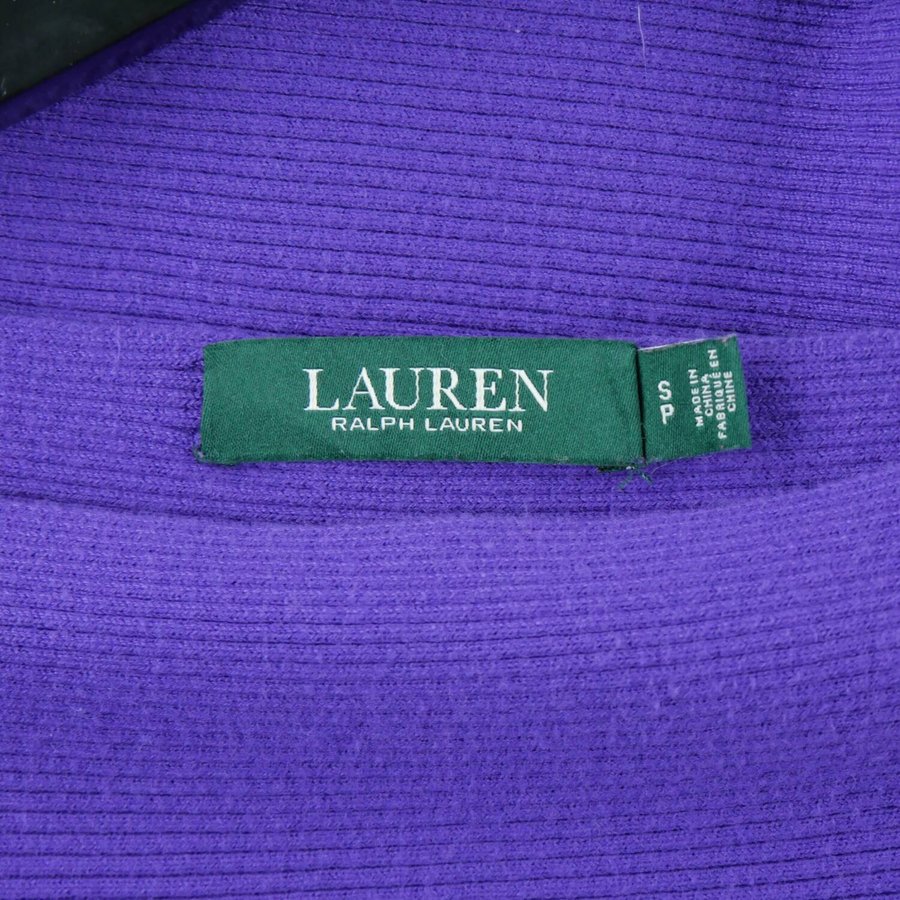 LAUREN
RALPH LAUREN
S
P
MADE IN
CHINA
FABRIQUÉ EN
CHINE